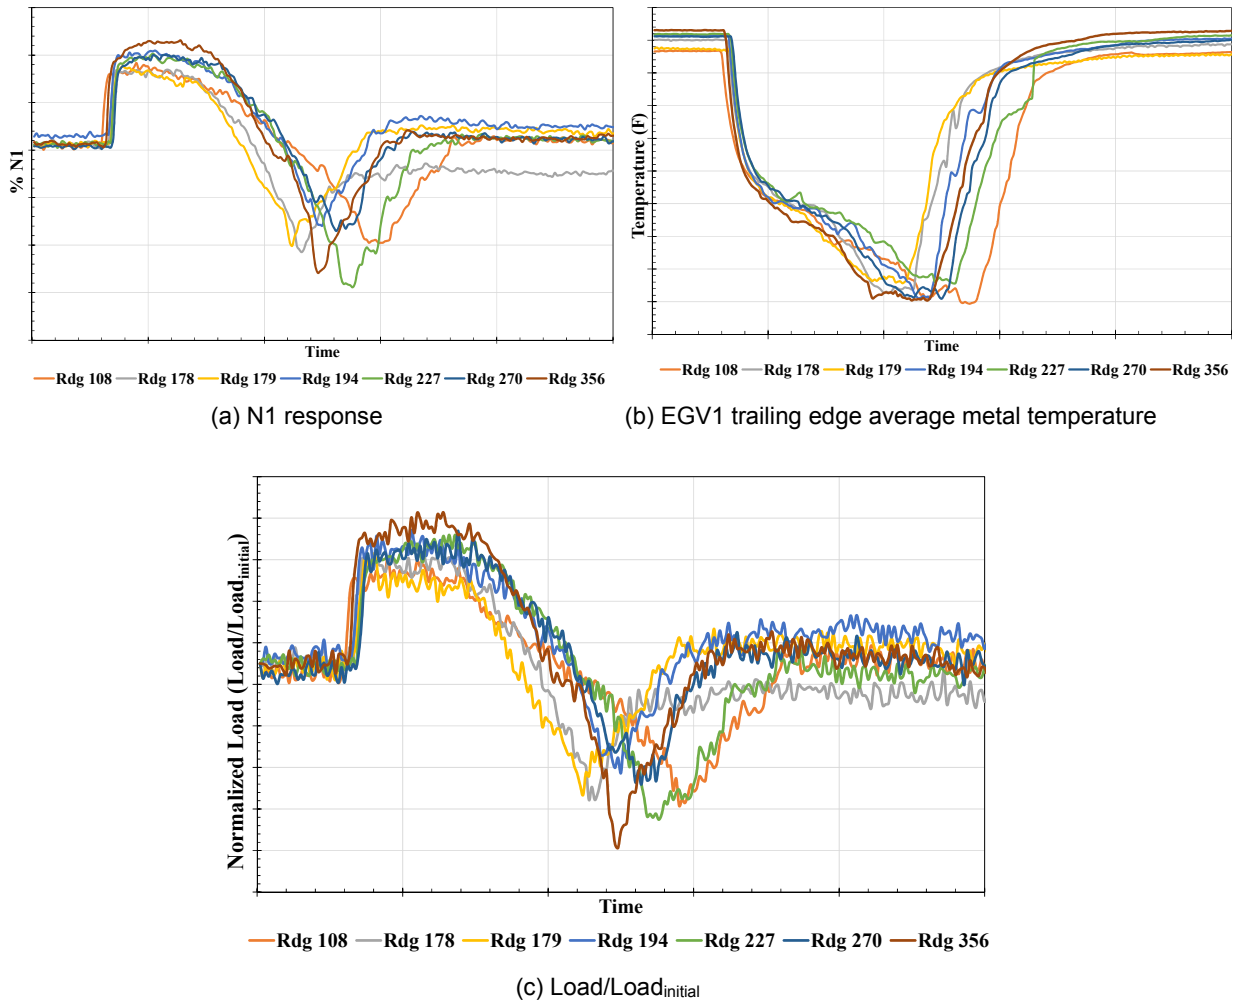 % N1
Time
Rdg 108 Rdg 178 Rdg 179 Rdg 194 Rdg 227 Rdg 270 Rdg 356
(a) N1 response
Temperature (F)
Time
Rdg 108 Rdg 178 Rdg 179 Rdg 194 Rdg 227 Rdg 270 Rdg 356
(b) EGV1 trailing edge average metal temperature
Normalized Load (Load/Loadinitial)
Time
Rdg 108 Rdg 178 Rdg 179 Rdg 194 Rdg 227 Rdg 270 Rdg 356
(c) Load/Loadinitial